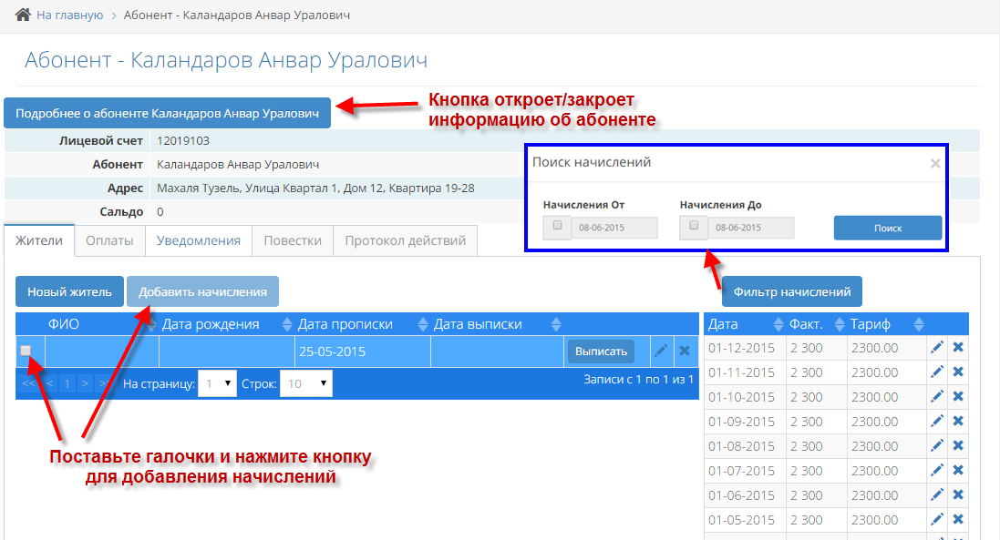 На главную > Абонент - Каландаров Анвар Уралович
Абонент - Каландаров Анвар Уралович
Подробнее о абоненте Каландаров Анвар Уралович
Кнопка откроет/закроет
информацию об абоненте
Лицевой счет 12019103
Абонент Каландаров Анвар Уралович
Адрес Махаля Тузель, Улица Квартал 1, Дом 12, Квартира 19-28
Сальдо 0
Поиск начислений ×
Начисления От Начисления До
08-06-2015 08-06-2015 Поиск
Жители Оплаты Уведомления Повестки Протокол действий
Новый житель Добавить начисления
Фильтр начислений
ФИО Дата рождения Дата прописки Дата выписки
25-05-2015 Выписать
<< < 1 > >> На страницу: 1 Строк: 10 Записи с 1 по 1 из 1
Поставьте галочки и нажмите кнопку
для добавления начислений
Дата Факт. Тариф
01-12-2015 2 300 2300.00
01-11-2015 2 300 2300.00
01-10-2015 2 300 2300.00
01-09-2015 2 300 2300.00
01-08-2015 2 300 2300.00
01-07-2015 2 300 2300.00
01-06-2015 2 300 2300.00
01-05-2015 2 300 2300.00